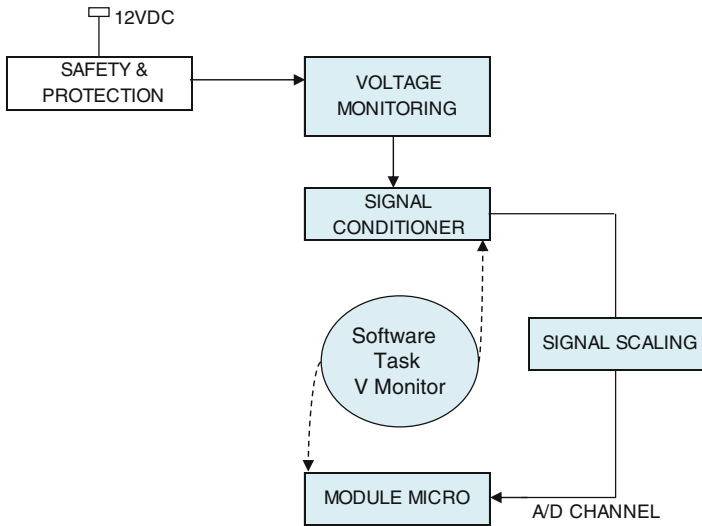 12VDC
SAFETY &
PROTECTION
VOLTAGE
MONITORING
SIGNAL
CONDITIONER
Software
Task
V Monitor
SIGNAL SCALING
MODULE MICRO
A/D CHANNEL